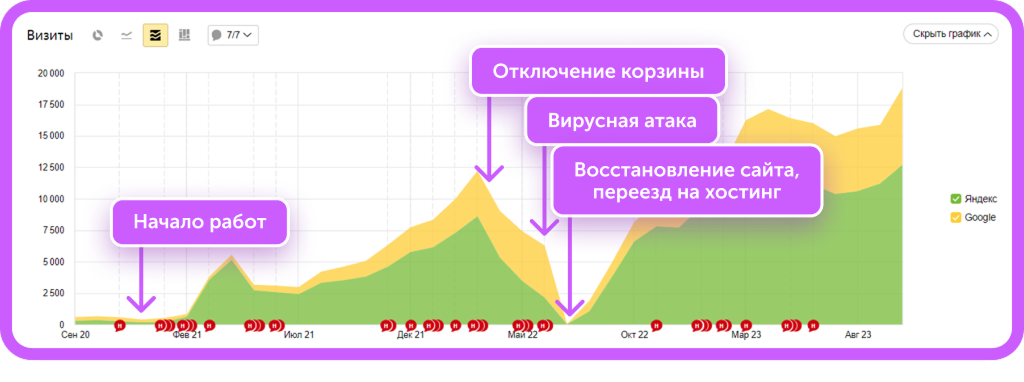 Визиты
7/7
Скрыть график
20 000
17 500
15 000
12 500
10 000
7 500
5 000
2 500
0
Отключение корзины
Вирусная атака
Восстановление сайта,
переезд на хостинг
Начало работ
Яндекс
Google
Н Н Н Н Н Н Н Н Н Н Н Н Н Н Н Н Н Н
Сен 20
Фев 21
Июл 21
Дек 21
Май 22
Окт 22
Мар 23
Авг 23